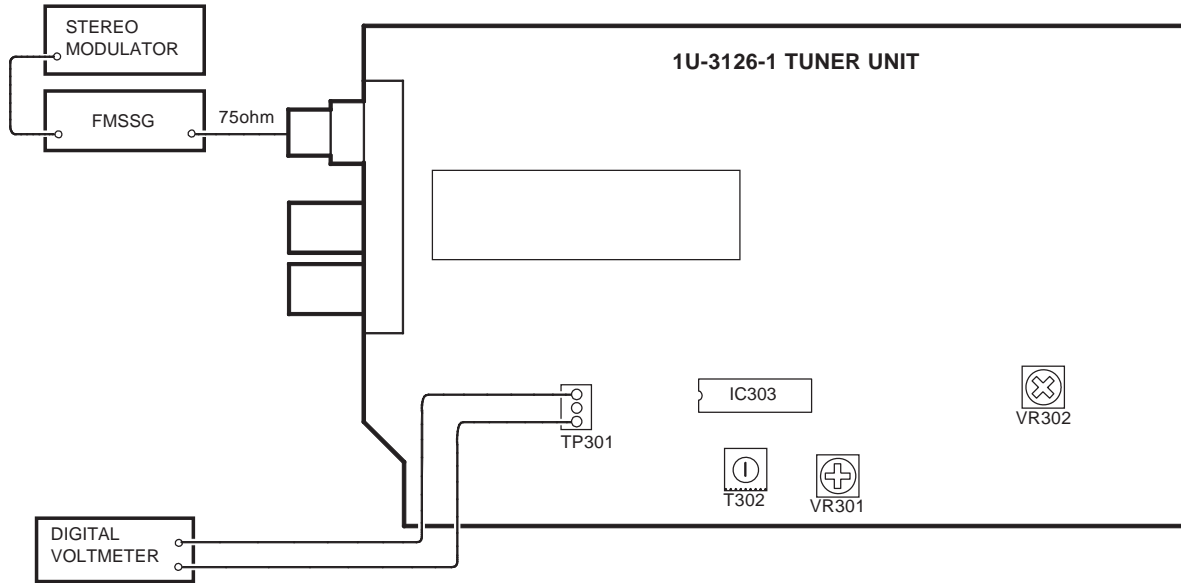 STEREO
MODULATOR
1U-3126-1 TUNER UNIT
FMSSG
75ohm
IC303
VR302
TP301
T302
VR301
DIGITAL
VOLTMETER